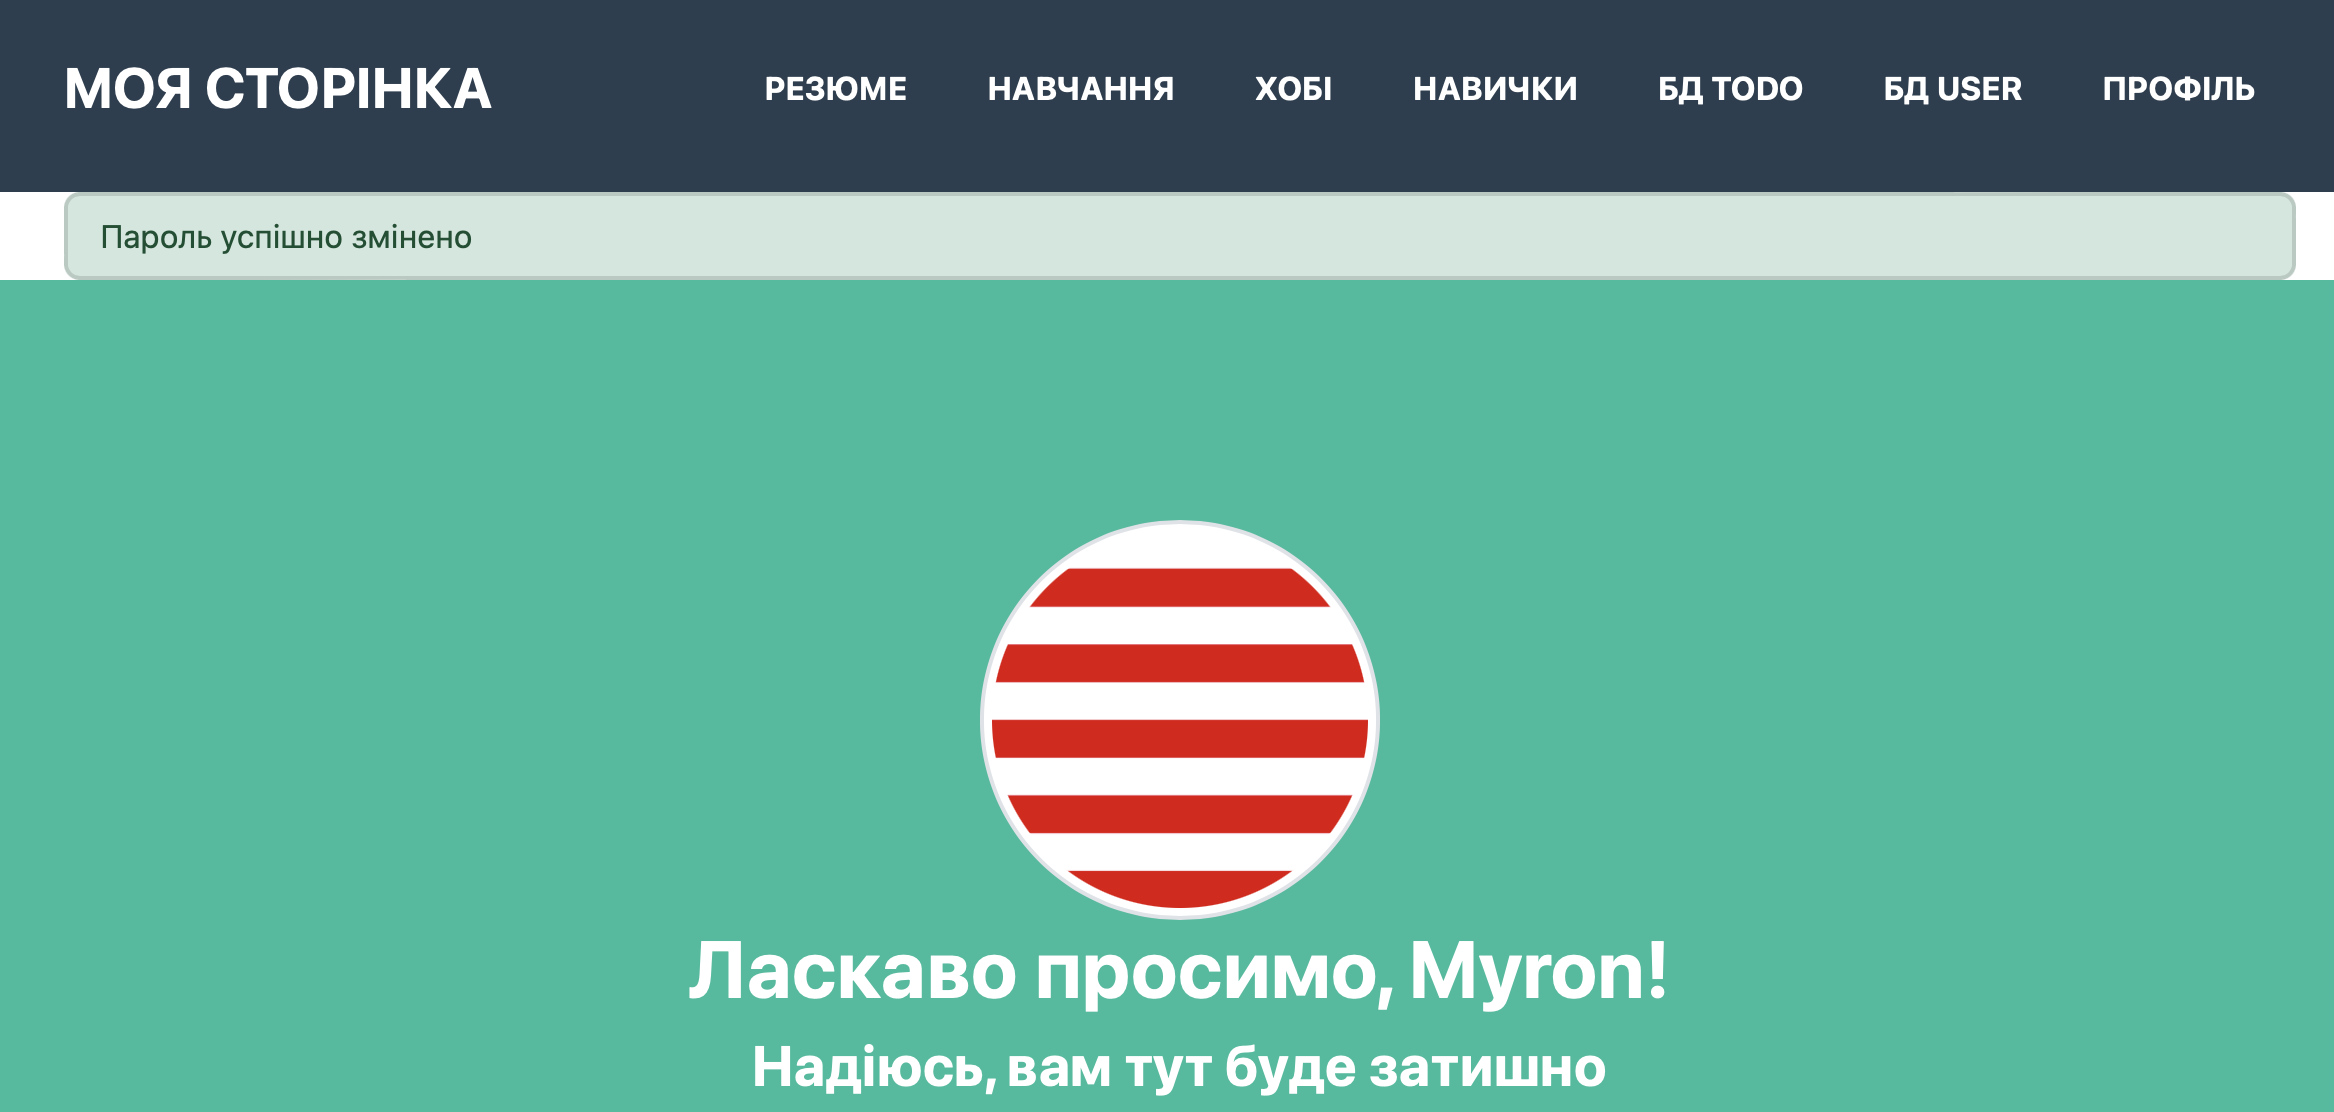 МОЯ СТОРІНКА РЕЗЮМЕ НАВЧАННЯ ХОБІ НАВИЧКИ БД TODO БД USER ПРОФІЛЬ
Пароль успішно змінено
Ласкаво просимо, Myron!
Надіюсь, вам тут буде затишно